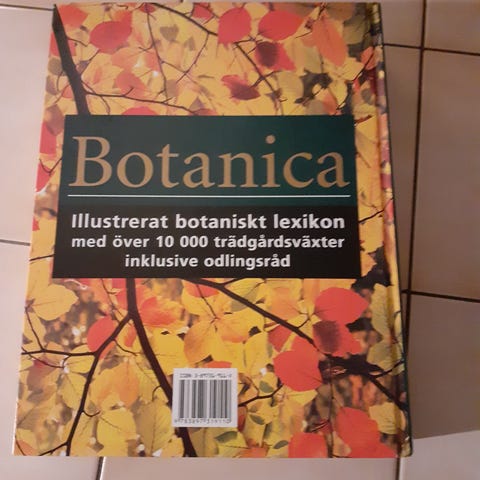 Botanica
Illustrerat botaniskt lexikon
med över 10 000 trädgårdsväxter
inklusive odlingsråd